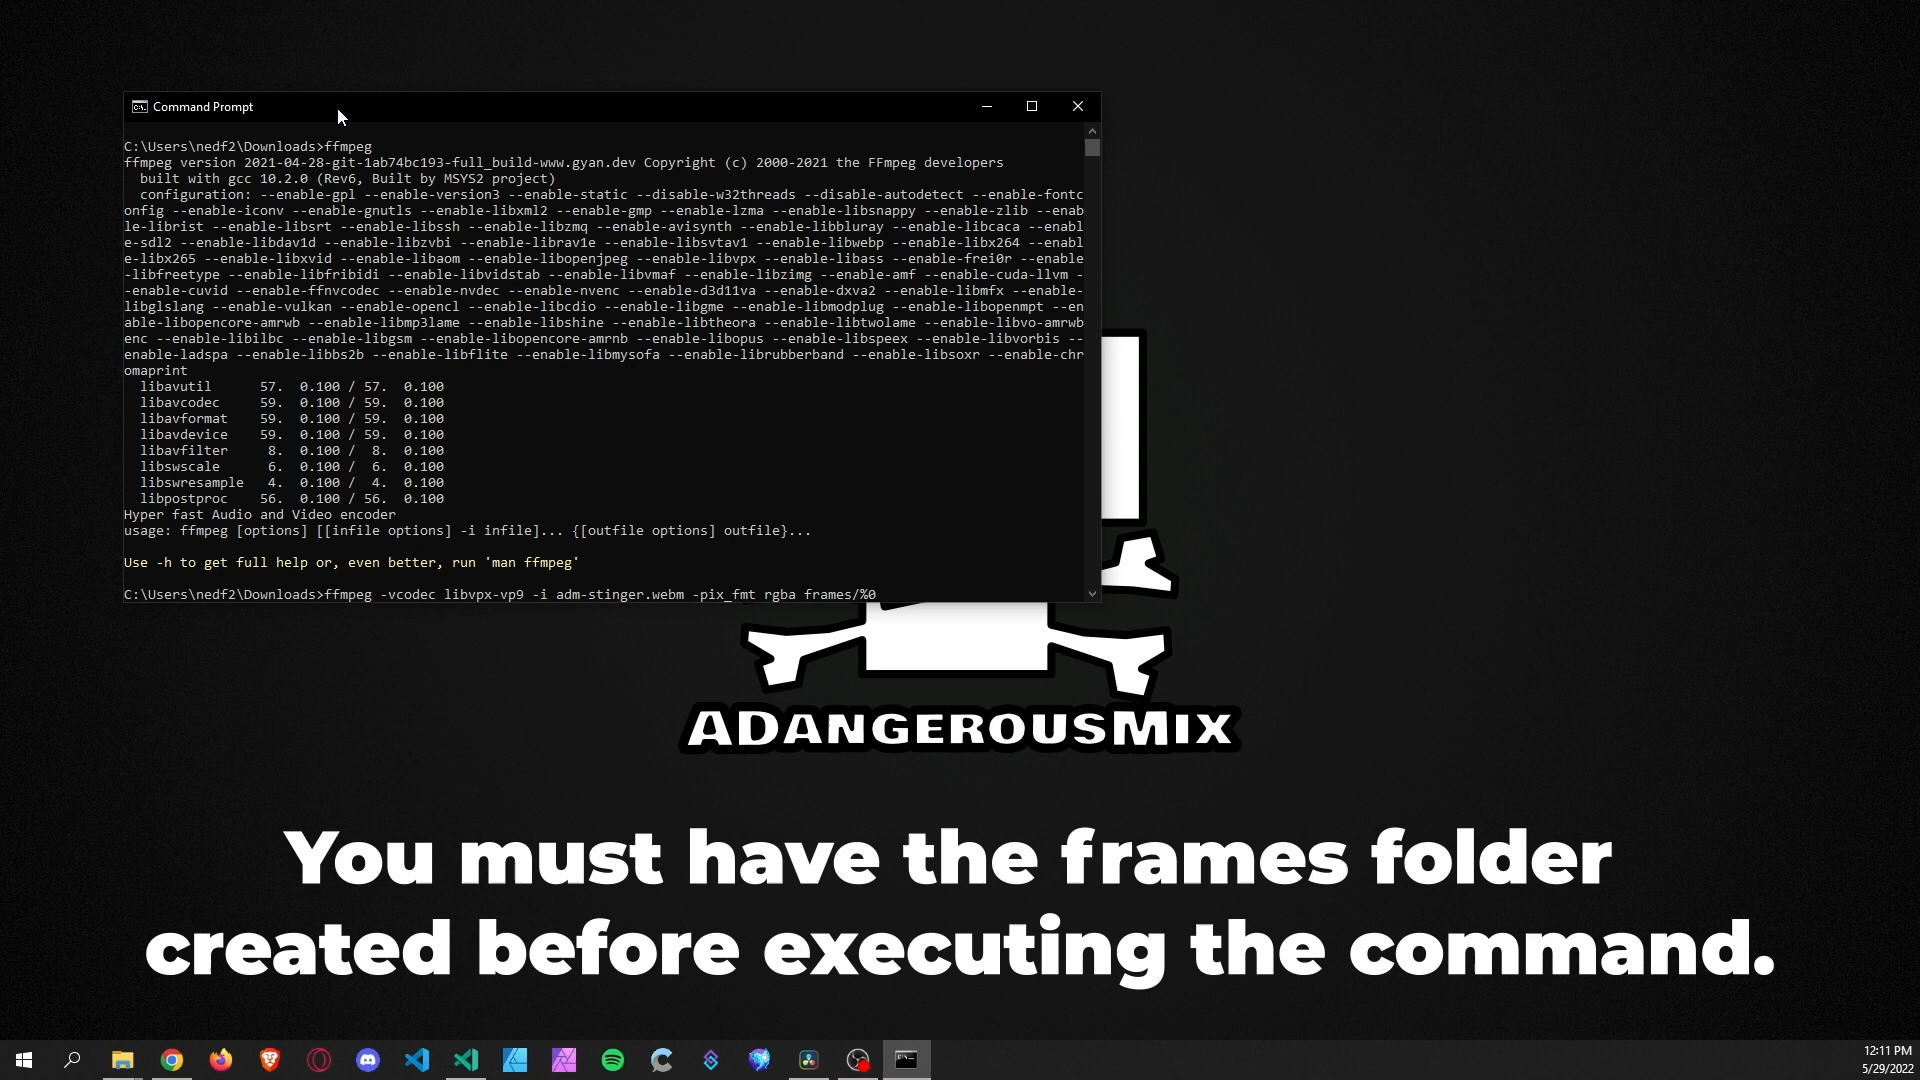 Command Prompt
C:\Users\nedf2\Downloads>ffmpeg
ffmpeg version 2021-04-28-git-1ab74bc193-full_build-www.gyan.dev Copyright (c) 2000-2021 the FFmpeg developers
built with gcc 10.2.0 (Rev6, Built by MSYS2 project)
configuration: --enable-gpl --enable-version3 --enable-static --disable-w32threads --disable-autodetect --enable-fontc
onfig --enable-iconv --enable-gnutls --enable-libxml2 --enable-gmp --enable-lzma --enable-libsnappy --enable-zlib --enab
le-librist --enable-libsrt --enable-libssh --enable-libzmq --enable-avisynth --enable-libbluray --enable-libcaca --enabl
e-sdl2 --enable-libdav1d --enable-libzvbi --enable-librav1e --enable-libsvtav1 --enable-libwebp --enable-libx264 --enabl
e-libx265 --enable-libxvid --enable-libaom --enable-libopenjpeg --enable-libvpx --enable-libass --enable-frei0r --enable
-libfreetype --enable-libfribidi --enable-libvidstab --enable-libvmaf --enable-libzimg --enable-amf --enable-cuda-llvm -
-enable-cuvid --enable-ffnvcodec --enable-nvdec --enable-nvenc --enable-d3d11va --enable-dxva2 --enable-libmfx --enable-
libglslang --enable-vulkan --enable-opencl --enable-libcdio --enable-libgme --enable-libmodplug --enable-libopenmpt --en
able-libopencore-amrwb --enable-libmp3lame --enable-libshine --enable-libtheora --enable-libtwolame --enable-libvo-amrwb
enc --enable-libilbc --enable-libgsm --enable-libopencore-amrnb --enable-libopus --enable-libspeex --enable-libvorbis --
enable-ladspa --enable-libbs2b --enable-libflite --enable-libmysofa --enable-librubberband --enable-libsoxr --enable-chr
omaprint
libavutil 57. 0.100 / 57. 0.100
libavcodec 59. 0.100 / 59. 0.100
libavformat 59. 0.100 / 59. 0.100
libavdevice 59. 0.100 / 59. 0.100
libavfilter 8. 0.100 / 8. 0.100
libswscale 6. 0.100 / 6. 0.100
libswresample 4. 0.100 / 4. 0.100
libpostproc 56. 0.100 / 56. 0.100
Hyper fast Audio and Video encoder
usage: ffmpeg [options] [[infile options] -i infile]... {[outfile options] outfile}...
Use -h to get full help or, even better, run 'man ffmpeg'
C:\Users\nedf2\Downloads>ffmpeg -vcodec libvpx-vp9 -i adm-stinger.webm -pix_fmt rgba frames/%0
ADANGEROUSMIX
You must have the frames folder
created before executing the command.
12:11 PM
5/29/2022